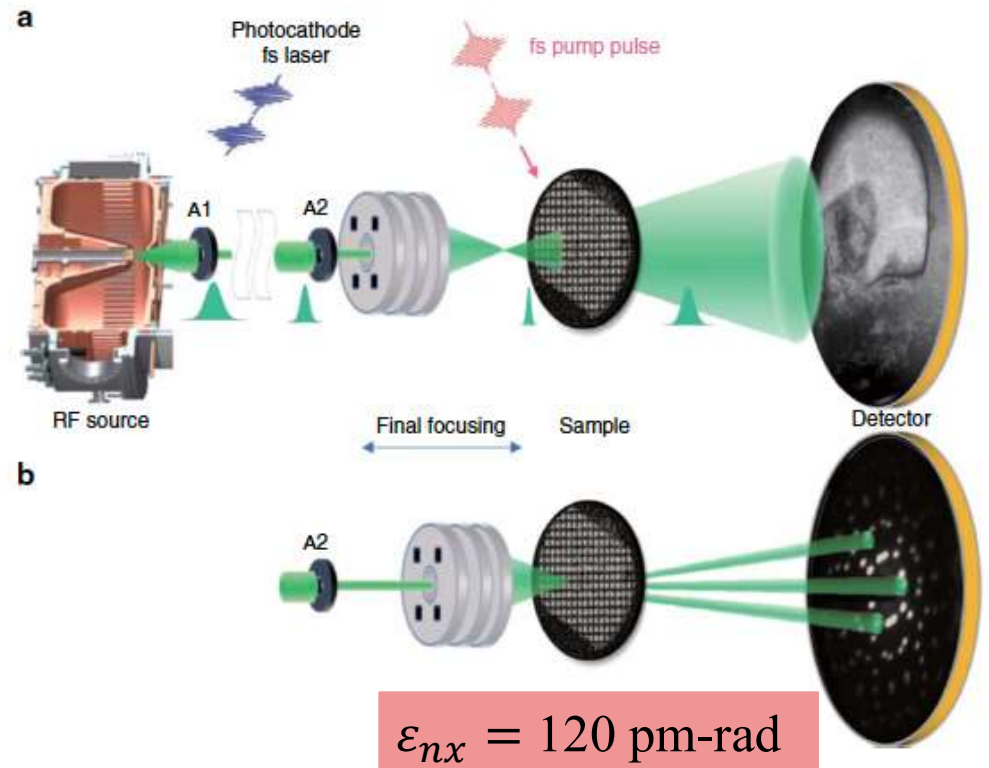 a
Photocathode
fs laser
fs pump pulse
A1
A2
RF source
Final focusing
Sample
Detector
b
A2
εₙₓ = 120 pm-rad